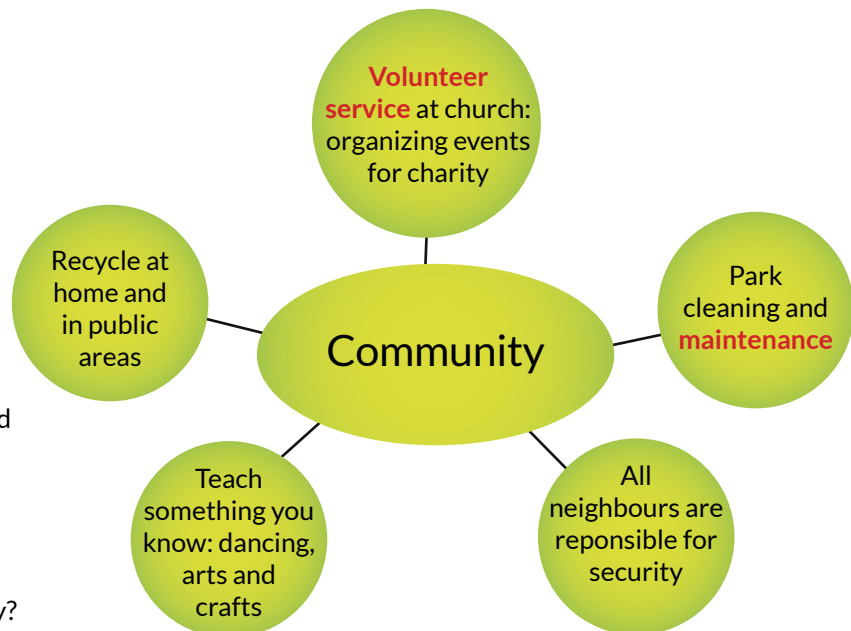 Volunteer
service at church:
organizing events
for charity
Recycle at
home and
in public
areas
Park
cleaning and
maintenance
Community
d
Teach
something you
know: dancing,
arts and
crafts
All
neighbours are
reponsible for
security
y?